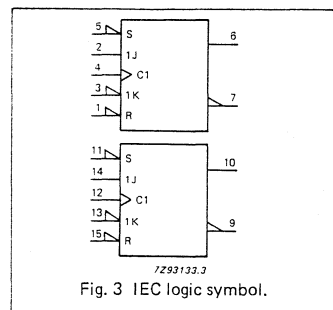 5 S 6
2 1J
4 C1
3 1K 7
1 R
11 S 10
14 1J
12 C1
13 1K 9
15 R
7Z93133.3
Fig. 3 IEC logic symbol.